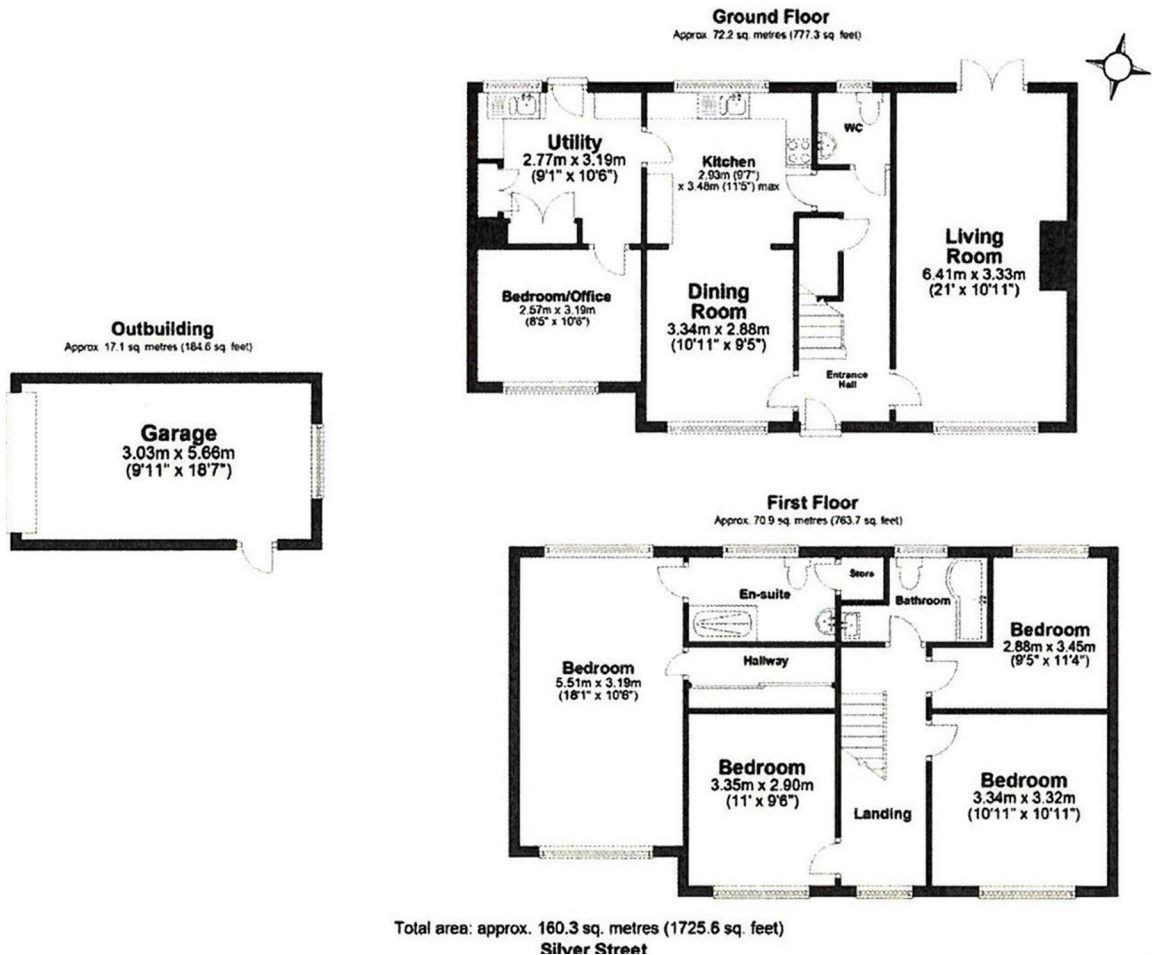 Ground Floor
Approx. 72.2 sq. metres (777.3 sq. feet)
Utility
2.77m x 3.19m
(9'1" x 10'6")
Kitchen
2.93m (9'7")
x 3.48m (11'5") max
WC
Living
Room
6.41m x 3.33m
(21' x 10'11")
Bedroom/Office
2.57m x 3.19m
(8'5" x 10'6")
Dining
Room
3.34m x 2.88m
(10'11" x 9'5")
Entrance
Hall
Outbuilding
Approx. 17.1 sq. metres (184.6 sq. feet)
Garage
3.03m x 5.66m
(9'11" x 18'7")
First Floor
Approx. 70.9 sq. metres (763.7 sq. feet)
En-suite
Store
Bathroom
Bedroom
2.88m x 3.45m
(9'5" x 11'4")
Hallway
Bedroom
5.51m x 3.19m
(18'1" x 10'6")
Bedroom
3.35m x 2.90m
(11' x 9'6")
Landing
Bedroom
3.34m x 3.32m
(10'11" x 10'11")
Total area: approx. 160.3 sq. metres (1725.6 sq. feet)
Silver Street